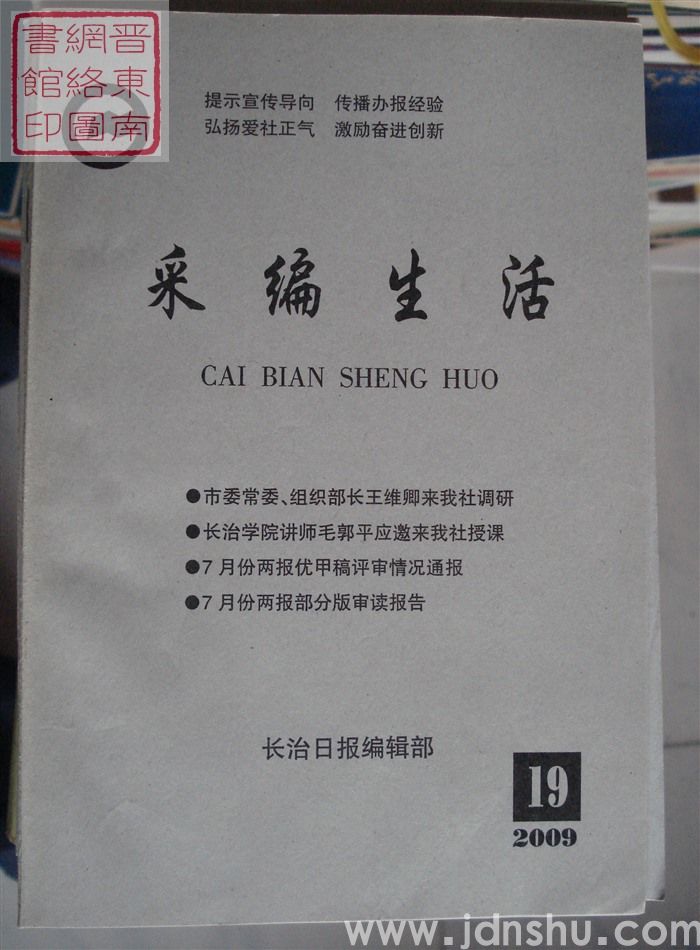 晋東南
網絡圖
書館印
提示宣传导向 传播办报经验
弘扬爱社正气 激励奋进创新
采编生活
CAI BIAN SHENG HUO
●市委常委、组织部长王维卿来我社调研
●长治学院讲师毛郭平应邀来我社授课
●7月份两报优甲稿评审情况通报
●7月份两报部分版审读报告
长治日报编辑部
19
2009
www.jdnshu.com